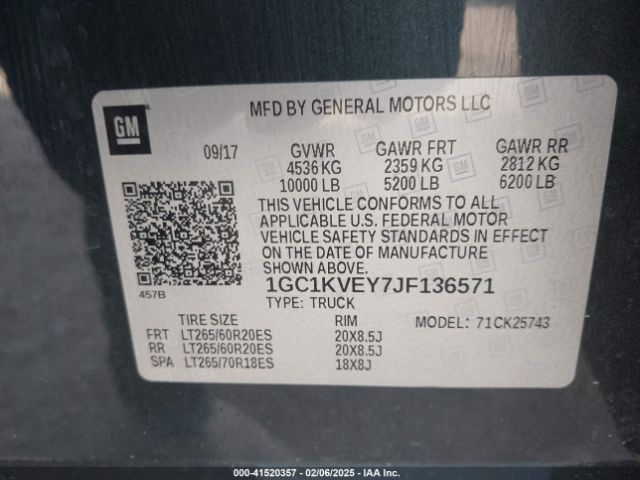 GM
MFD BY GENERAL MOTORS LLC
09/17 GVWR GAWR FRT GAWR RR
4536 KG 2359 KG 2812 KG
10000 LB 5200 LB 6200 LB
THIS VEHICLE CONFORMS TO ALL
APPLICABLE U.S. FEDERAL MOTOR
VEHICLE SAFETY STANDARDS IN EFFECT
ON THE DATE OF MANUFACTURE
SHOWN ABOVE.
1GC1KVEY7JF136571
457B
TYPE: TRUCK
TIRE SIZE RIM MODEL: 71CK25743
FRT LT265/60R20ES 20X8.5J
RR LT265/60R20ES 20X8.5J
SPA LT265/70R18ES 18X8J
000-41520357 - 02/06/2025 - IAA Inc.